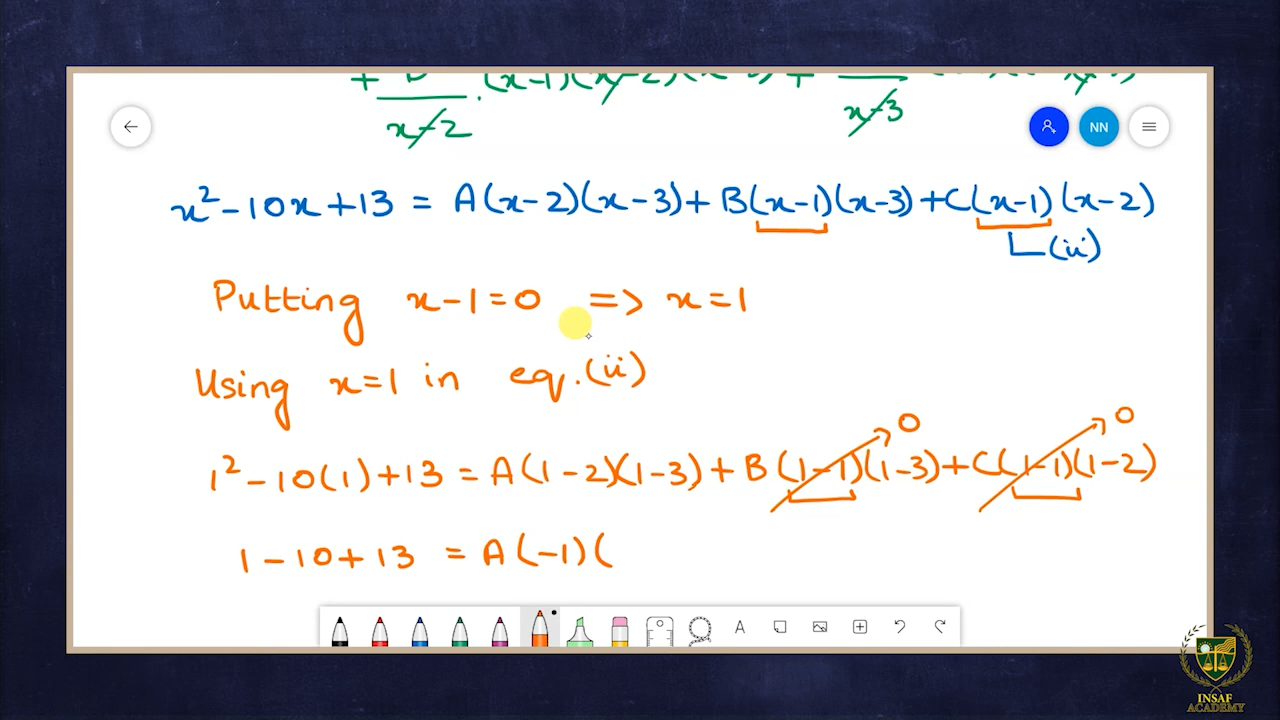 x-2
x-3
NN
x² - 10x + 13 = A(x-2)(x-3) + B(x-1)(x-3) + C(x-1)(x-2)
(ii)
Putting x-1=0 => x=1
Using x=1 in eq.(ii)
0 0
1² - 10(1) + 13 = A(1-2)(1-3) + B(1-1)(1-3) + C(1-1)(1-2)
1 - 10 + 13 = A(-1)(
A
INSAF
ACADEMY